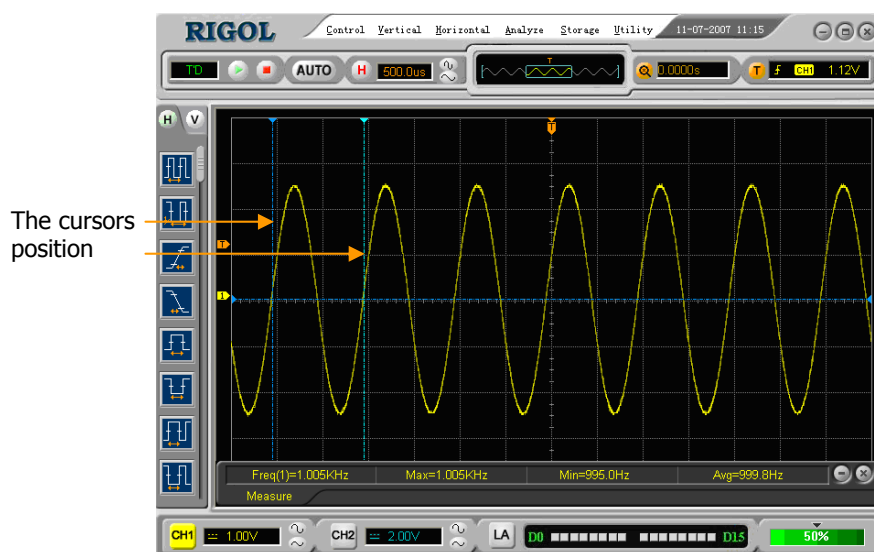 RIGOL Control Vertical Horizontal Analyze Storage Utility 11-07-2007 11:15
T'D AUTO H 500.0us T 0.0000s T CH1 1.12V
H V
T
The cursors
position
T
1
Freq(1)=1.005KHz Max=1.005KHz Min=995.0Hz Avg=999.8Hz
Measure
CH1 1.00V CH2 2.00V LA D0 D15 50%